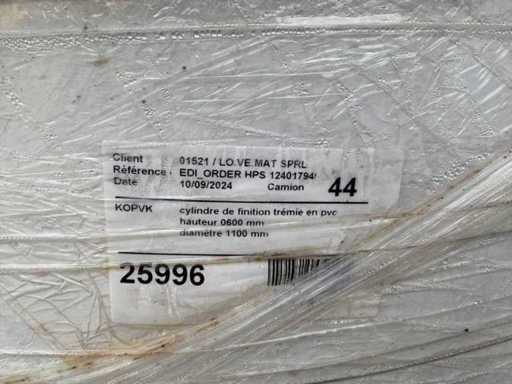 Client 01521 / LO.VE.MAT SPRL
Référence EDI_ORDER HPS
Date 10/09/2024 Camion 44
KOPVK cylindre de finition trémie en pvc
hauteur 0600 mm
diamètre 1100 mm
25996